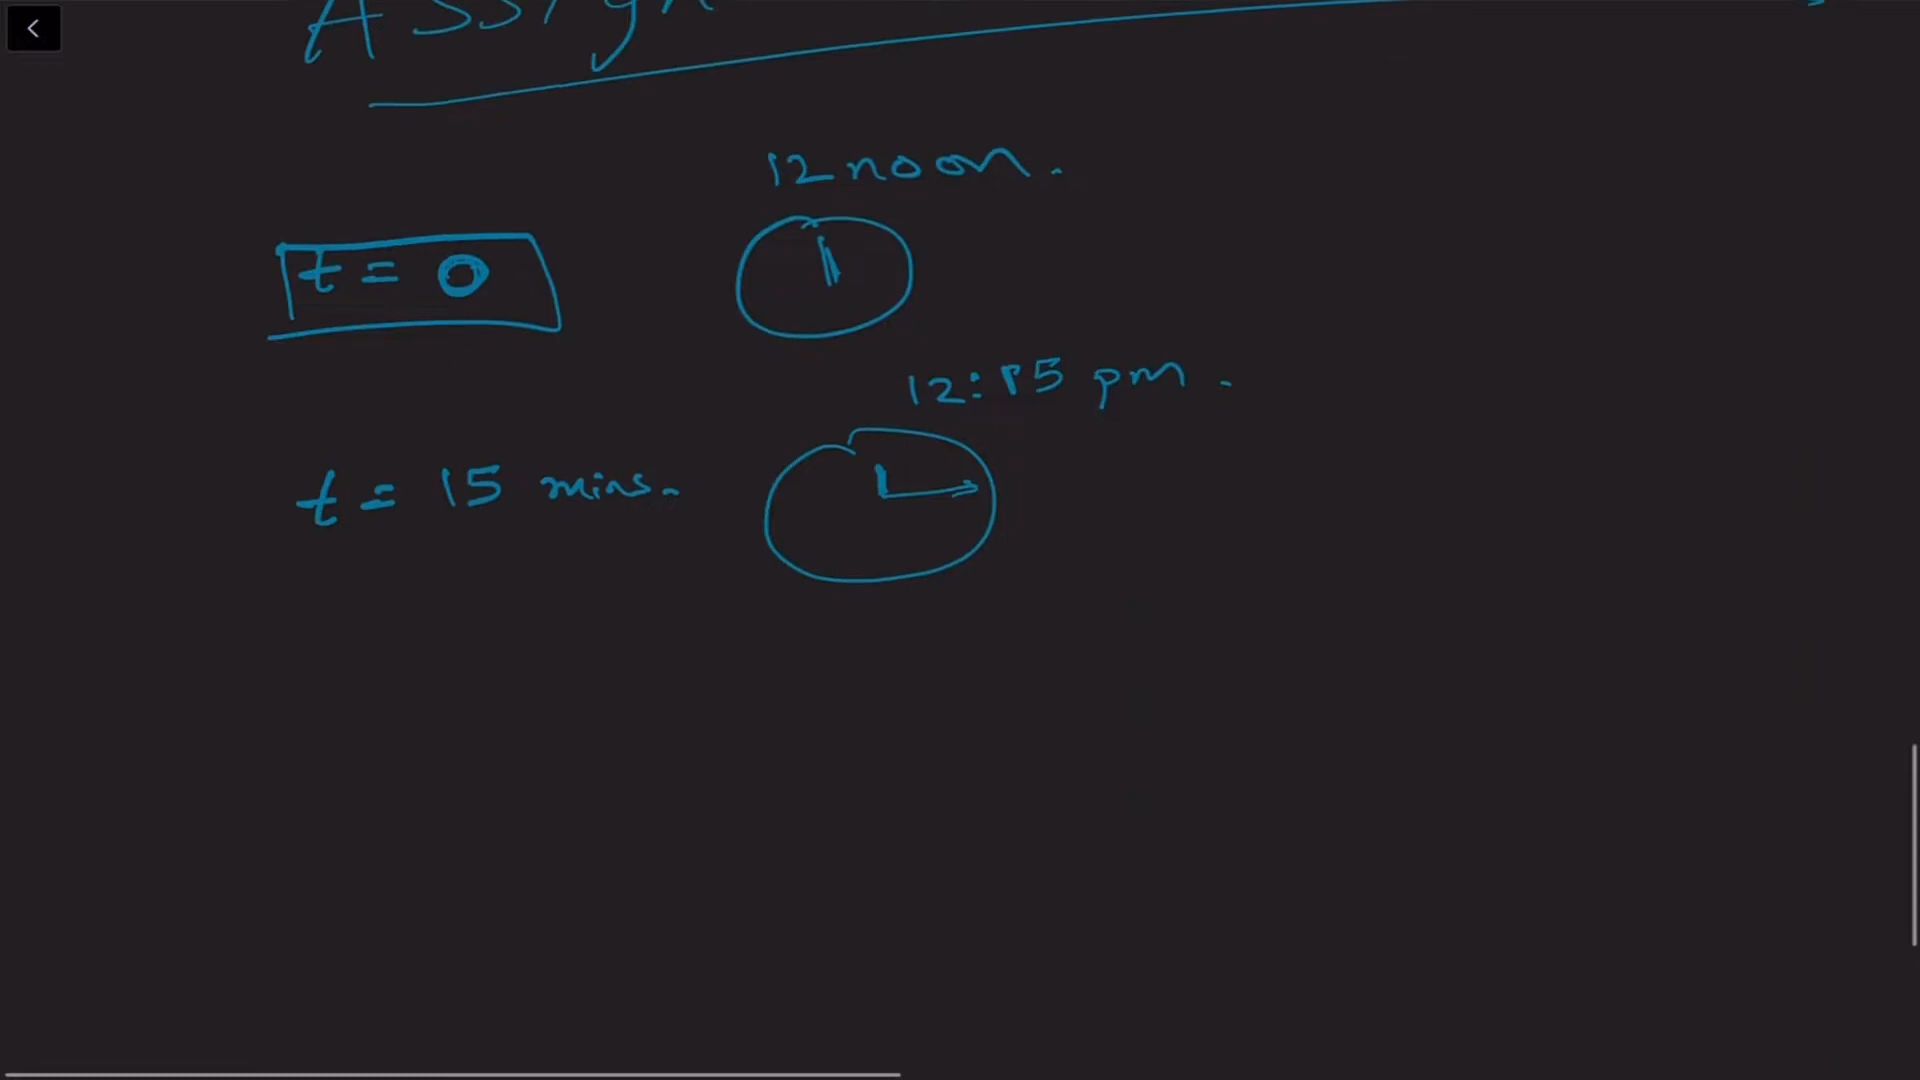 12 noon.
t = 0
12:15 pm.
t = 15 mins.